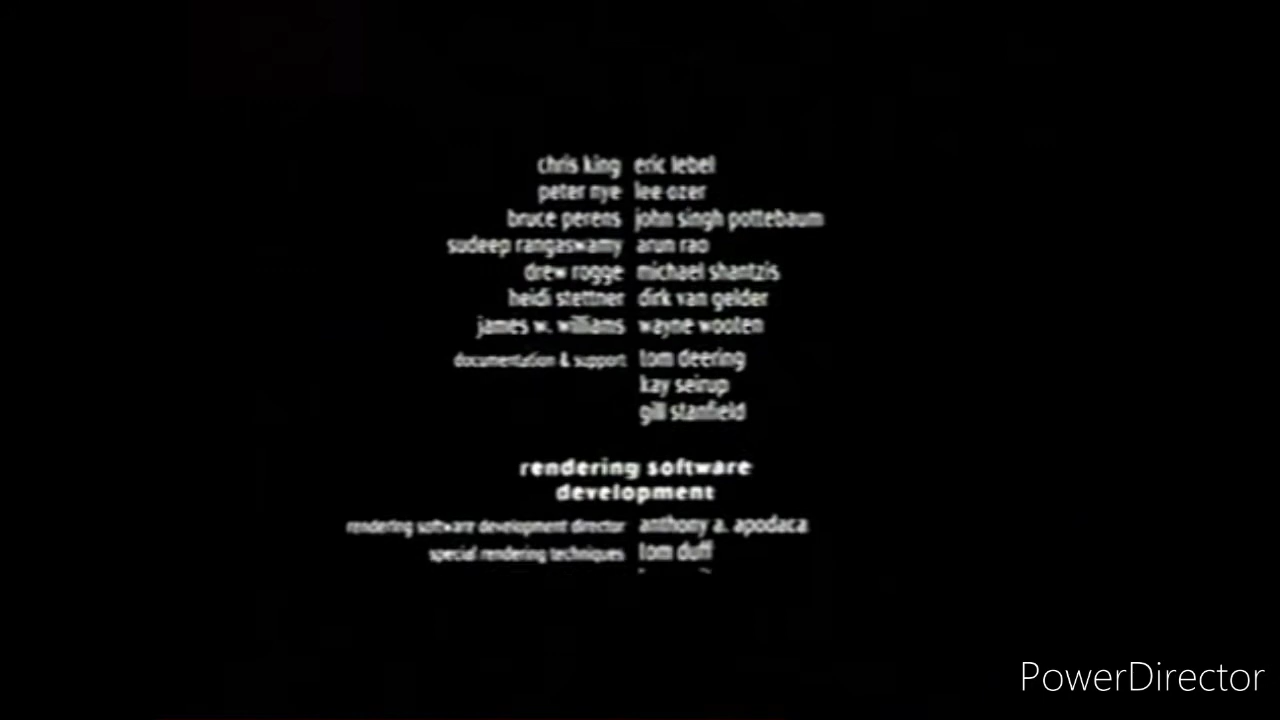 chris king eric lebel
peter nye lee ozer
bruce perens john singh pottebaum
sudeep rangaswamy arun rao
drew rogge michael shantzis
heidi stettner dirk van gelder
james w. williams wayne wooten
documentation & support tom deering
kay seirup
gill stanfield
rendering software
development
rendering software development director anthony a. apodaca
special rendering techniques tom duff
PowerDirector